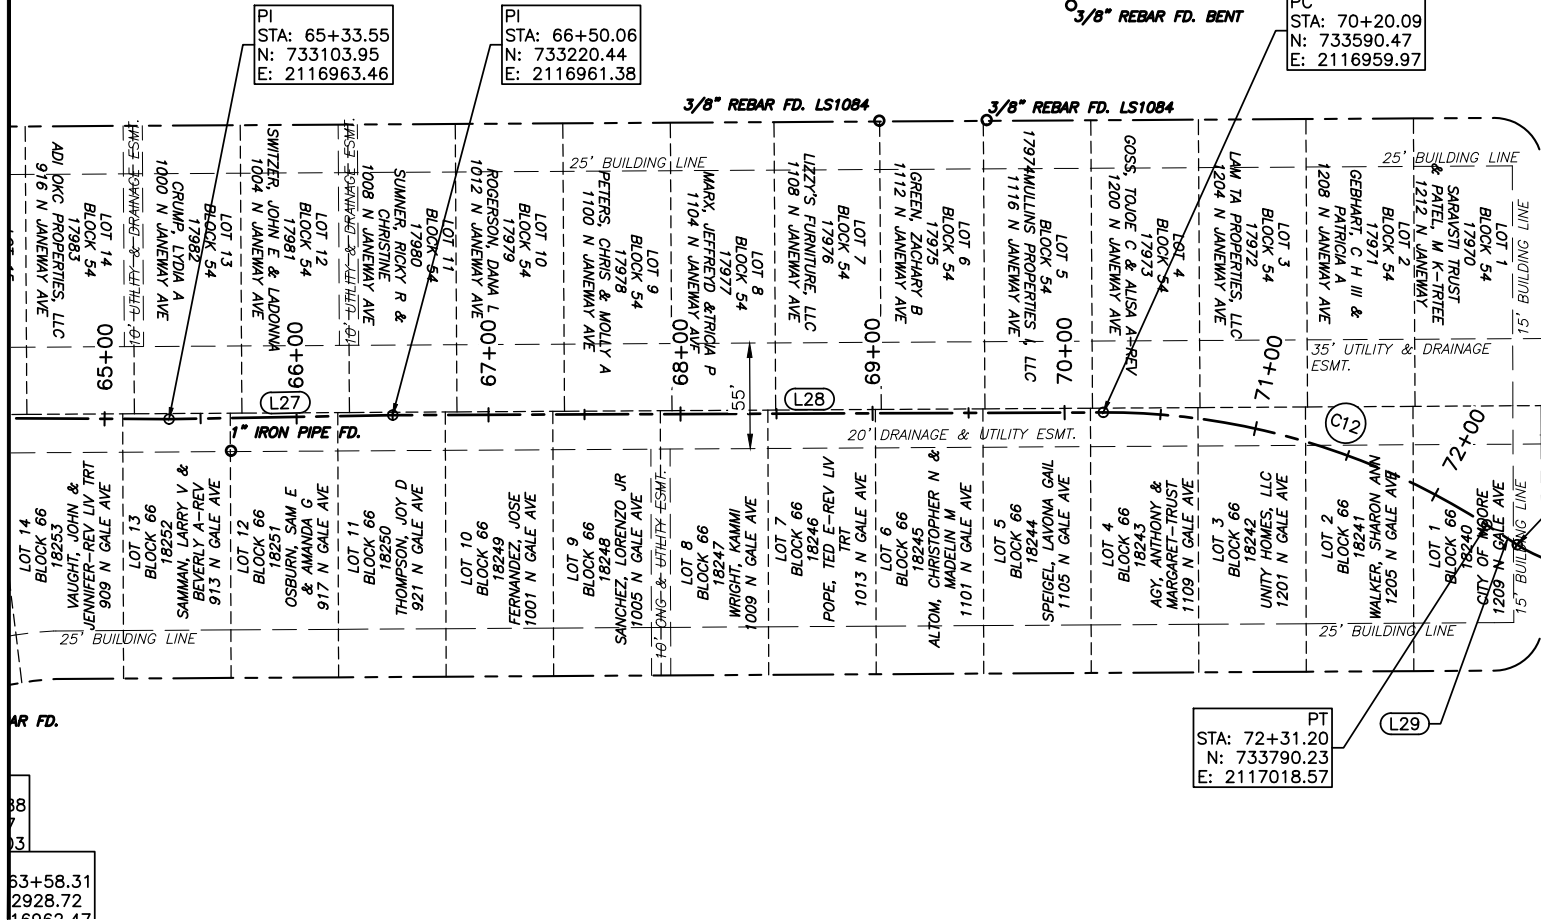 PI
STA: 65+33.55
N: 733103.95
E: 2116963.46
PI
STA: 66+50.06
N: 733220.44
E: 2116961.38
3/8" REBAR FD. BENT
PC
STA: 70+20.09
N: 733590.47
E: 2116959.97
3/8" REBAR FD. LS1084
3/8" REBAR FD. LS1084
25' BUILDING LINE
25' BUILDING LINE
15' BUILDING LINE
LOT 14
BLOCK 54
17983
ADI OKC PROPERTIES, LLC
916 N JANEWAY AVE
10' UTILITY & DRAINAGE ESMT.
LOT 13
BLOCK 54
17982
CRUMP, LYDIA A
1000 N JANEWAY AVE
LOT 12
BLOCK 54
17981
SWITZER, JOHN E & LADONNA
1004 N JANEWAY AVE
10' UTILITY & DRAINAGE ESMT.
LOT 11
BLOCK 54
17980
SUMNER, RICKY R &
CHRISTINE
1008 N JANEWAY AVE
LOT 10
BLOCK 54
17979
ROGERSON, DANA L
1012 N JANEWAY AVE
LOT 9
BLOCK 54
17978
PETERS, CHRIS & MOLLY A
1100 N JANEWAY AVE
LOT 8
BLOCK 54
17977
MARX, JEFFREYD &TRICIA P
1104 N JANEWAY AVE
LOT 7
BLOCK 54
17976
LIZZY'S FURNITURE, LLC
1108 N JANEWAY AVE
LOT 6
BLOCK 54
17975
GREEN, ZACHARY B
1112 N JANEWAY AVE
LOT 5
BLOCK 54
17974MULLINS PROPERTIES I, LLC
1116 N JANEWAY AVE
LOT 4
BLOCK 54
17973
GOSS, TOJOE C & ALISA A-REV
1200 N JANEWAY AVE
LOT 3
BLOCK 54
17972
LAM TA PROPERTIES, LLC
1204 N JANEWAY AVE
LOT 2
BLOCK 54
17971
GEBHART, C H III &
PATRICIA A
1208 N JANEWAY AVE
LOT 1
BLOCK 54
17970
SARAVSTI TRUST
& PATEL, M K-TRTEE
1212 N JANEWAY
35' UTILITY & DRAINAGE
ESMT.
65+00
66+00
67+00
68+00
69+00
70+00
71+00
72+00
L27
L28
C12
55'
1" IRON PIPE FD.
20' DRAINAGE & UTILITY ESMT.
LOT 14
BLOCK 66
18253
VAUGHT, JOHN &
JENNIFER-REV LIV TRT
909 N GALE AVE
LOT 13
BLOCK 66
18252
SAMMAN, LARRY V &
BEVERLY A-REV
913 N GALE AVE
LOT 12
BLOCK 66
18251
OSBURN, SAM E
& AMANDA G
917 N GALE AVE
LOT 11
BLOCK 66
18250
THOMPSON, JOY D
921 N GALE AVE
LOT 10
BLOCK 66
18249
FERNANDEZ, JOSE
1001 N GALE AVE
LOT 9
BLOCK 66
18248
SANCHEZ, LORENZO JR
1005 N GALE AVE
10' ONG & UTILITY ESMT.
LOT 8
BLOCK 66
18247
WRIGHT, KAMMI
1009 N GALE AVE
LOT 7
BLOCK 66
18246
POPE, TED E-REV LIV
TRT
1013 N GALE AVE
LOT 6
BLOCK 66
18245
ALTOM, CHRISTOPHER N &
MADELIN M
1101 N GALE AVE
LOT 5
BLOCK 66
18244
SPEIGEL, LAVONA GAIL
1105 N GALE AVE
LOT 4
BLOCK 66
18243
AGY, ANTHONY &
MARGARET-TRUST
1109 N GALE AVE
LOT 3
BLOCK 66
18242
UNITY HOMES, LLC
1201 N GALE AVE
LOT 2
BLOCK 66
18241
WALKER, SHARON ANN
1205 N GALE AVE
LOT 1
BLOCK 66
18240
CITY OF MOORE
1209 N GALE AVE
15' BUILDING LINE
25' BUILDING LINE
25' BUILDING LINE
PT
STA: 72+31.20
N: 733790.23
E: 2117018.57
L29
AR FD.
63+58.31
2928.72